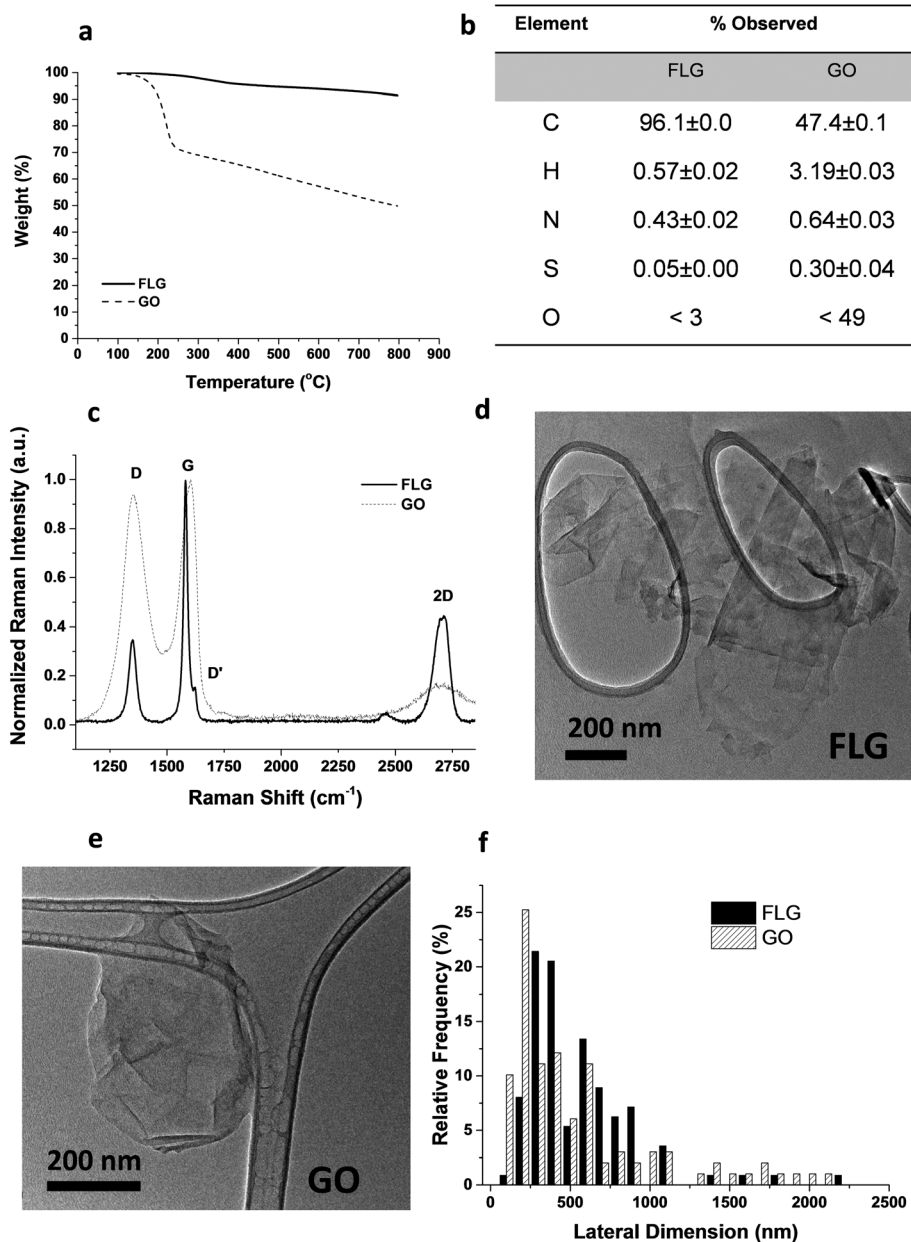 a
Weight (%)
100
90
80
70
60
50
40
30
20
10
0
FLG
GO
0 100 200 300 400 500 600 700 800 900
Temperature (°C)
b
Element % Observed
FLG GO
C 96.1±0.0 47.4±0.1
H 0.57±0.02 3.19±0.03
N 0.43±0.02 0.64±0.03
S 0.05±0.00 0.30±0.04
O < 3 < 49
c
Normalized Raman Intensity (a.u.)
1.0
0.8
0.6
0.4
0.2
0.0
D
G
D'
2D
FLG
GO
1250 1500 1750 2000 2250 2500 2750
Raman Shift (cm⁻¹)
d
200 nm
FLG
e
200 nm
GO
f
Relative Frequency (%)
25
20
15
10
5
0
FLG
GO
0 500 1000 1500 2000 2500
Lateral Dimension (nm)